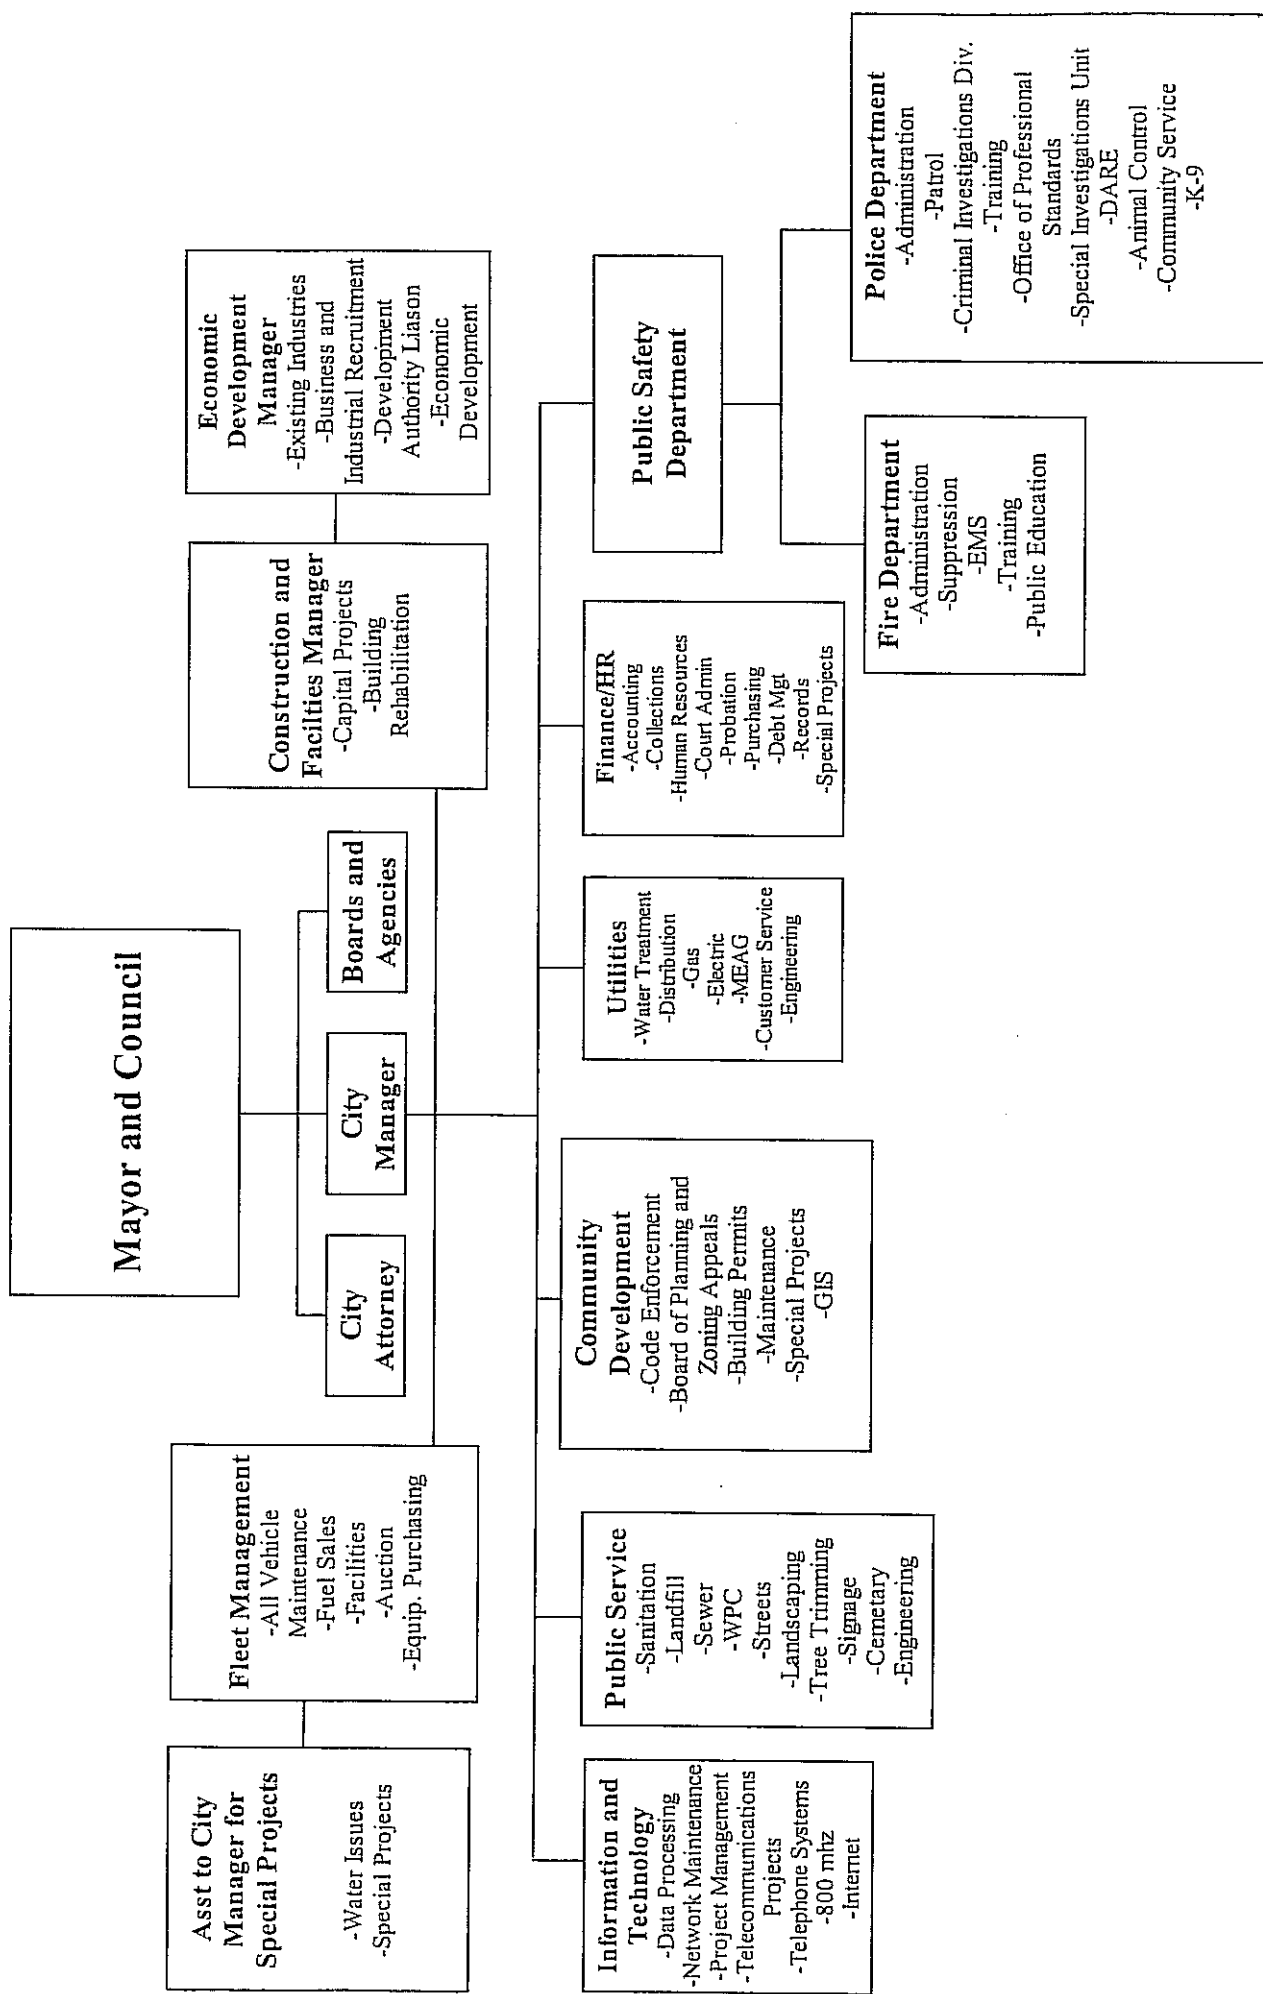 Mayor and Council
City
Attorney
City
Manager
Boards and
Agencies
Asst to City
Manager for
Special Projects
-Water Issues
-Special Projects
Fleet Management
-All Vehicle
Maintenance
-Fuel Sales
-Facilities
-Auction
-Equip. Purchasing
Construction and
Facilties Manager
-Capital Projects
-Building
Rehabilitation
Economic
Development
Manager
-Existing Industries
-Business and
Industrial Recruitment
-Development
Authority Liason
-Economic
Development
Information and
Technology
-Data Processing
-Network Maintenance
-Project Management
-Telecommunications
Projects
-Telephone Systems
-800 mhz
-Internet
Public Service
-Sanitation
-Landfill
-Sewer
-WPC
-Streets
-Landscaping
-Tree Trimming
-Signage
-Cemetary
-Engineering
Community
Development
-Code Enforcement
-Board of Planning and
Zoning Appeals
-Building Permits
-Maintenance
-Special Projects
-GIS
Utilities
-Water Treatment
-Distribution
-Gas
-Electric
-MEAG
-Customer Service
-Engineering
Finance/HR
-Accounting
-Collections
-Human Resources
-Court Admin
-Probation
-Purchasing
-Debt Mgt
-Records
-Special Projects
Public Safety
Department
Fire Department
-Administration
-Suppression
-EMS
-Training
-Public Education
Police Department
-Administration
-Patrol
-Criminal Investigations Div.
-Training
-Office of Professional
Standards
-Special Investigations Unit
-DARE
-Animal Control
-Community Service
-K-9